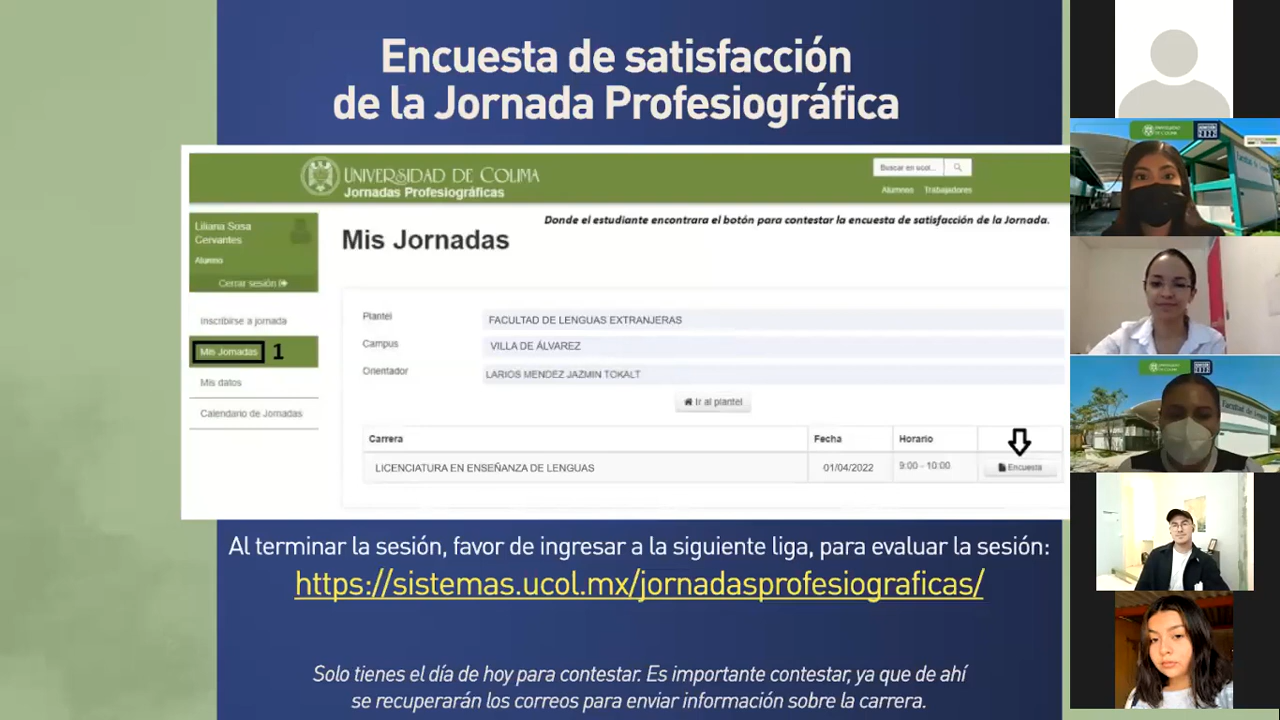 Encuesta de satisfacción
de la Jornada Profesiográfica
UNIVERSIDAD DE COLIMA
Jornadas Profesiográficas
Buscar en ucol...
Alumnos Trabajadores
Liliana Sosa
Cervantes
Alumno
Cerrar sesión
Donde el estudiante encontrara el botón para contestar la encuesta de satisfacción de la Jornada.
Mis Jornadas
Inscribirse a jornada
Mis Jornadas 1
Mis datos
Calendario de Jornadas
Plantel FACULTAD DE LENGUAS EXTRANJERAS
Campus VILLA DE ÁLVAREZ
Orientador LARIOS MENDEZ JAZMIN TOKALT
Ir al plantel
Carrera Fecha Horario
LICENCIATURA EN ENSEÑANZA DE LENGUAS 01/04/2022 9:00 - 10:00 Encuesta
Al terminar la sesión, favor de ingresar a la siguiente liga, para evaluar la sesión:
https://sistemas.ucol.mx/jornadasprofesiograficas/
Solo tienes el día de hoy para contestar. Es importante contestar, ya que de ahí
se recuperarán los correos para enviar información sobre la carrera.